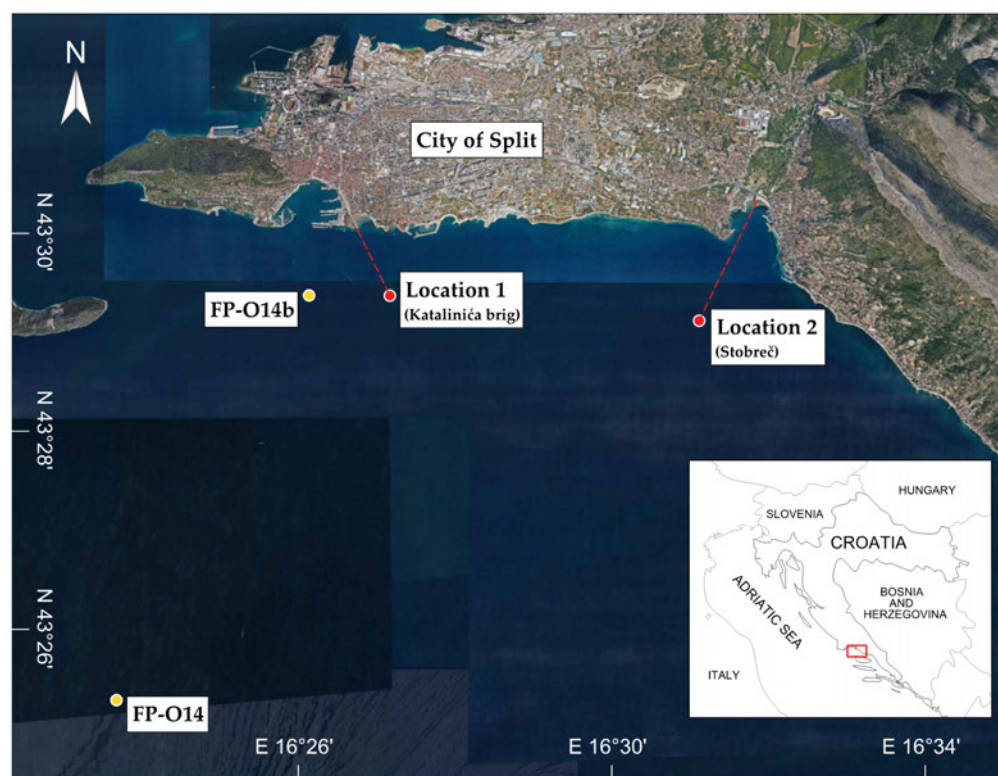 N
City of Split
N 43°30'
FP-O14b
Location 1
(Katalinića brig)
Location 2
(Stobreč)
N 43°28'
HUNGARY
SLOVENIA
CROATIA
BOSNIA
AND
HERZEGOVINA
ADRIATIC SEA
ITALY
N 43°26'
FP-O14
E 16°26'
E 16°30'
E 16°34'